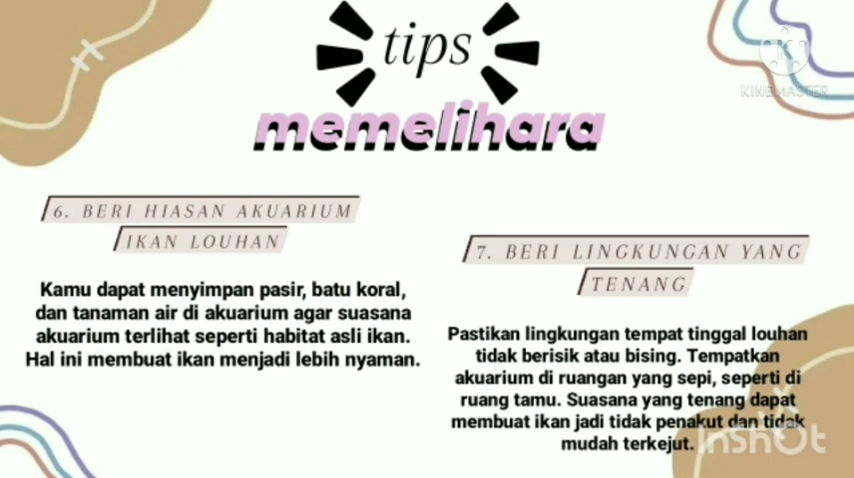 tips
KINEMASTER
memelihara
6. BERI HIASAN AKUARIUM
IKAN LOUHAN
Kamu dapat menyimpan pasir, batu koral,
dan tanaman air di akuarium agar suasana
akuarium terlihat seperti habitat asli ikan.
Hal ini membuat ikan menjadi lebih nyaman.
7. BERI LINGKUNGAN YANG
TENANG
Pastikan lingkungan tempat tinggal louhan
tidak berisik atau bising. Tempatkan
akuarium di ruangan yang sepi, seperti di
ruang tamu. Suasana yang tenang dapat
membuat ikan jadi tidak penakut dan tidak
mudah terkejut.
InShOt